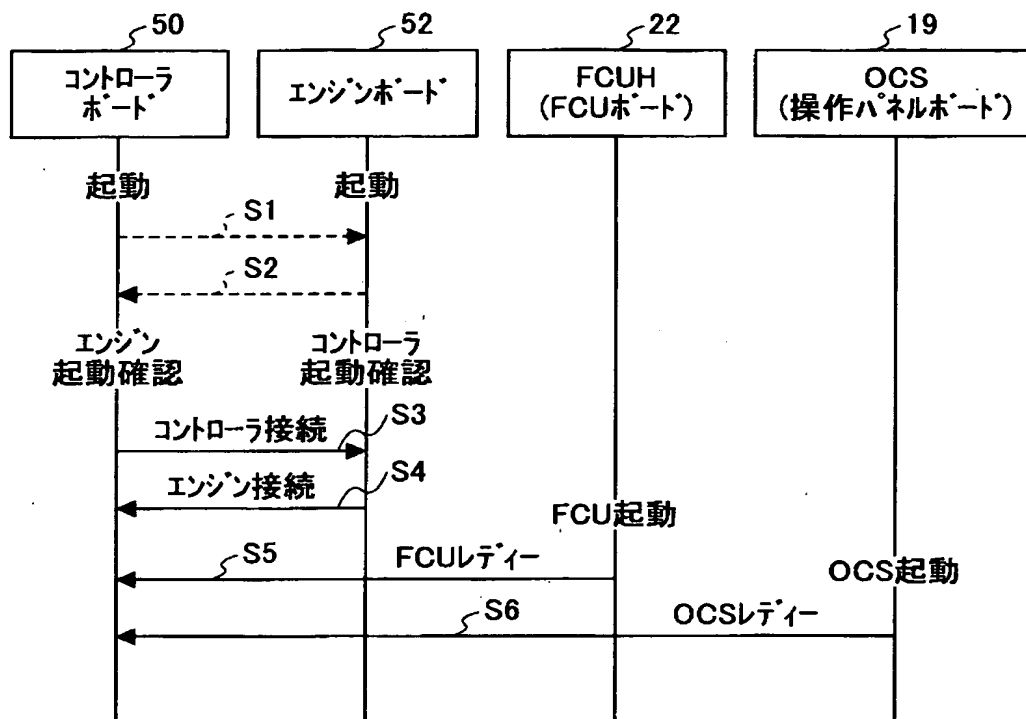 50
52
22
19
コントローラ
ボード
エンジンボード
FCUH
(FCUボード)
OCS
(操作パネルボード)
起動
起動
S1
S2
エンジン
起動確認
コントローラ
起動確認
コントローラ接続
S3
エンジン接続
S4
FCU起動
S5
FCUレディー
OCS起動
S6
OCSレディー